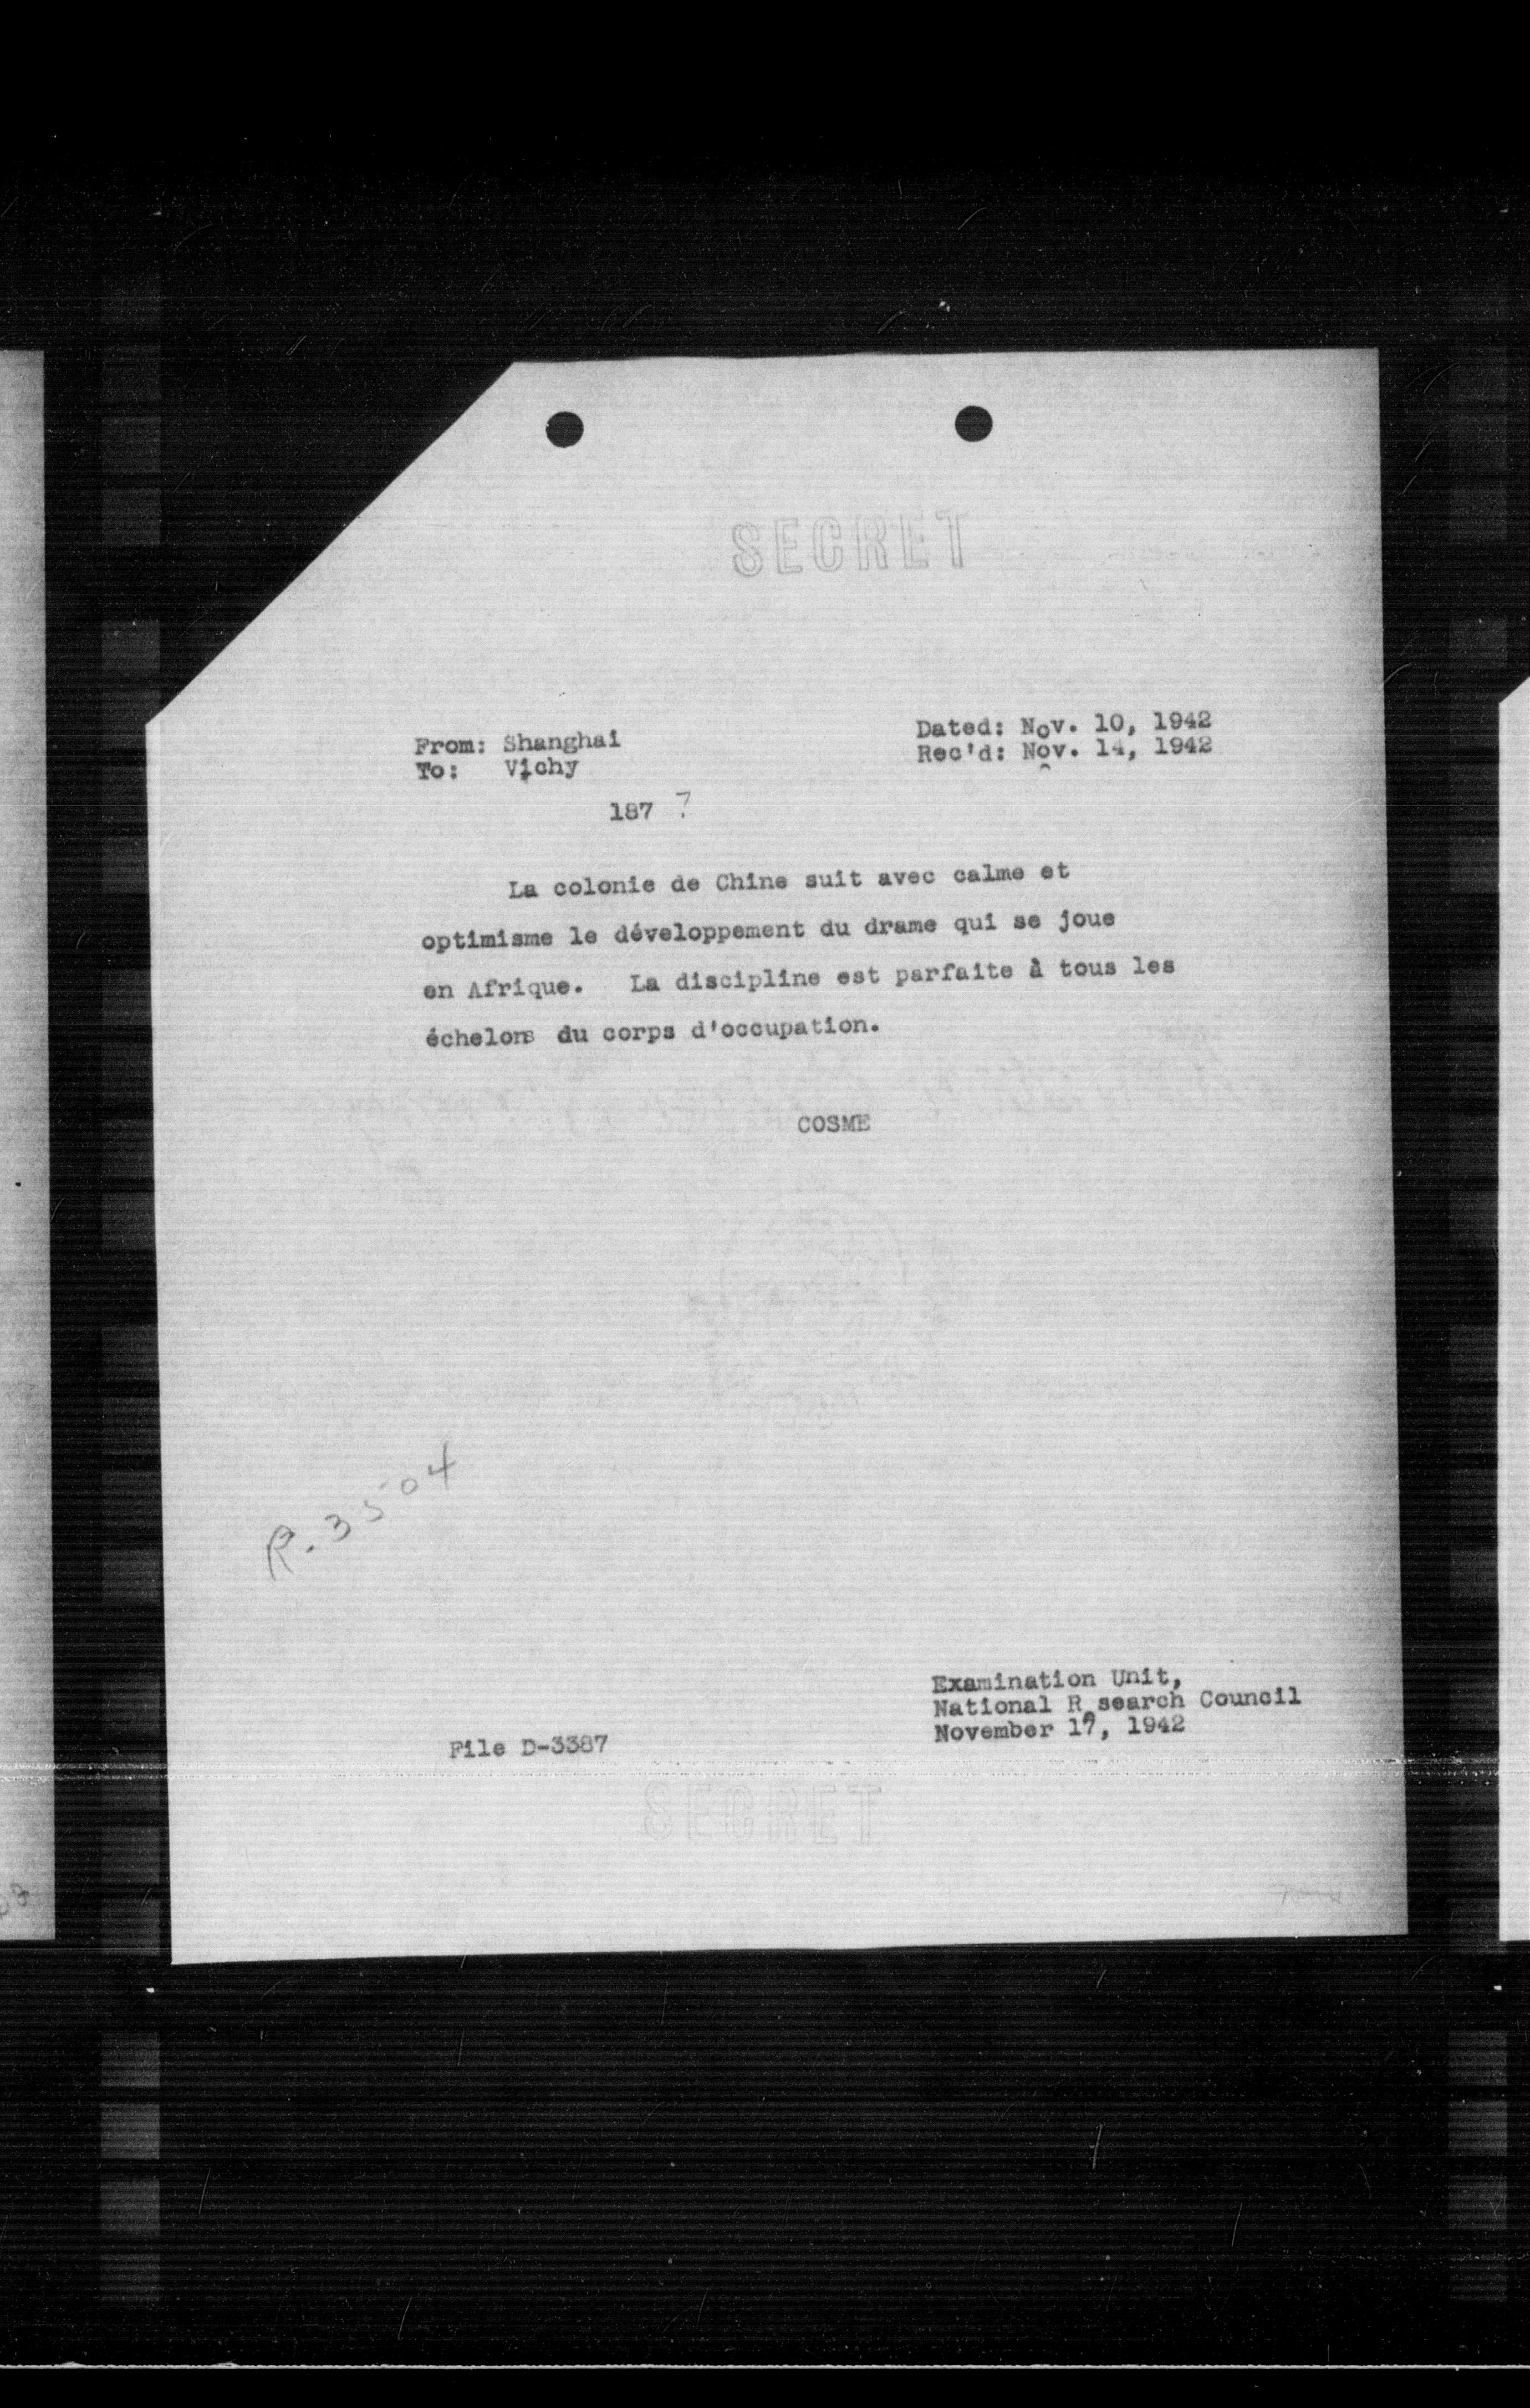 SECRET
From: Shanghai
To: Vichy
Dated: Nov. 10, 1942
Rec'd: Nov. 14, 1942
187 ?
La colonie de Chine suit avec calme et
optimisme le développement du drame qui se joue
en Afrique. La discipline est parfaite à tous les
échelons du corps d'occupation.
COSME
R.3504
Examination Unit,
National Research Council
November 17, 1942
File D-3387
SECRET